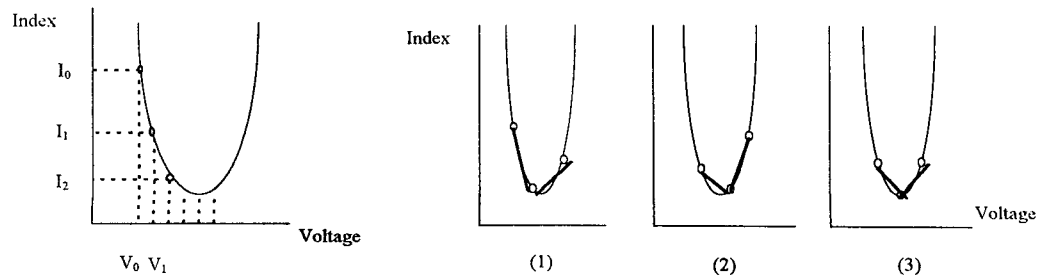 Index
I₀
I₁
I₂
Voltage
V₀ V₁
Index
Voltage
(1) (2) (3)